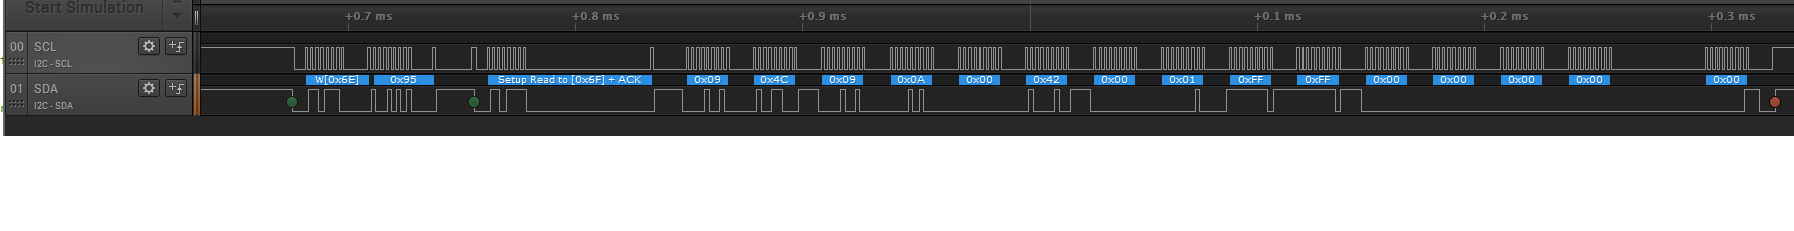 Start Simulation
+0.7 ms +0.8 ms +0.9 ms +0.1 ms +0.2 ms +0.3 ms
00 SCL
I2C - SCL
W[0x6E] 0x95 Setup Read to [0x6F] + ACK 0x09 0x4C 0x09 0x0A 0x00 0x42 0x00 0x01 0xFF 0xFF 0x00 0x00 0x00 0x00 0x00
01 SDA
I2C - SDA